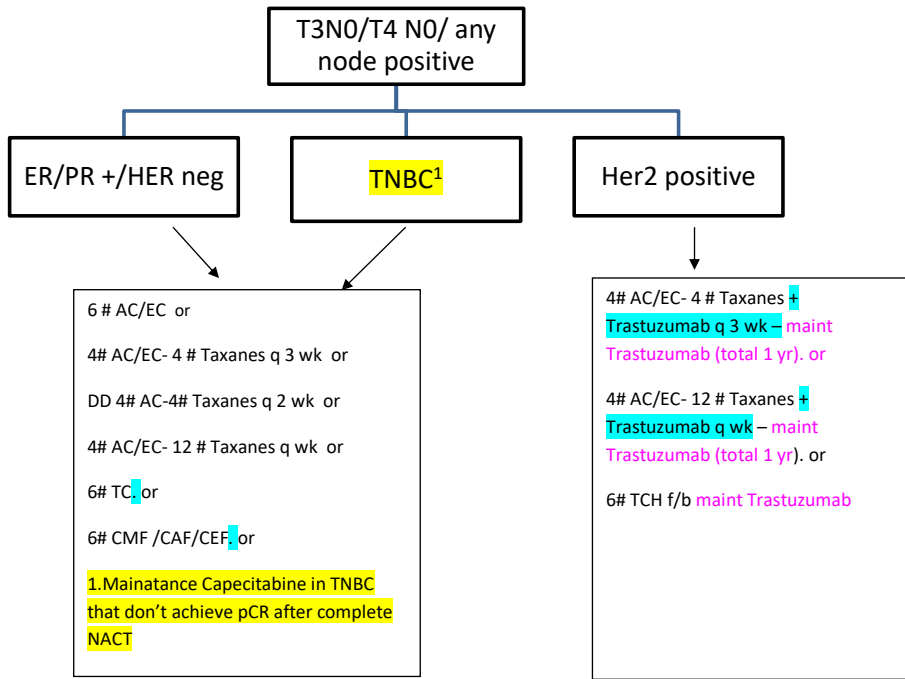 T3N0/T4 N0/ any
node positive
ER/PR +/HER neg
TNBC1
Her2 positive
6 # AC/EC or
4# AC/EC- 4 # Taxanes q 3 wk or
DD 4# AC-4# Taxanes q 2 wk or
4# AC/EC- 12 # Taxanes q wk or
6# TC. or
6# CMF /CAF/CEF. or
1.Mainatance Capecitabine in TNBC
that don’t achieve pCR after complete
NACT
4# AC/EC- 4 # Taxanes +
Trastuzumab q 3 wk – maint
Trastuzumab (total 1 yr). or
4# AC/EC- 12 # Taxanes +
Trastuzumab q wk – maint
Trastuzumab (total 1 yr). or
6# TCH f/b maint Trastuzumab